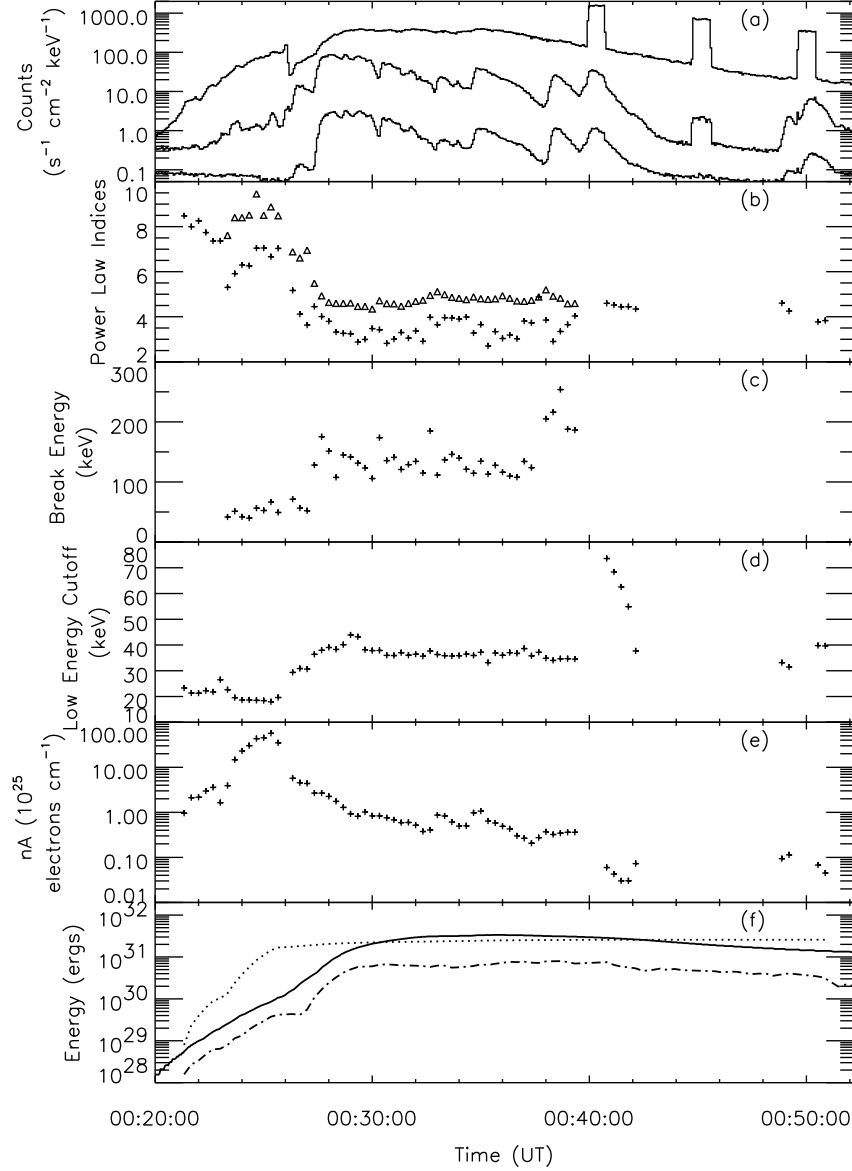 (a)
1000.0
100.0
10.0
1.0
0.1
Counts
(s⁻¹ cm⁻² keV⁻¹)
(b)
10
8
6
4
2
Power Law Indices
(c)
300
200
100
0
Break Energy
(keV)
(d)
80
70
60
50
40
30
20
10
Low Energy Cutoff
(keV)
(e)
100.00
10.00
1.00
0.10
0.01
nA (10²⁵
electrons cm⁻¹)
(f)
10³²
10³¹
10³⁰
10²⁹
10²⁸
Energy (ergs)
00:20:00 00:30:00 00:40:00 00:50:00
Time (UT)